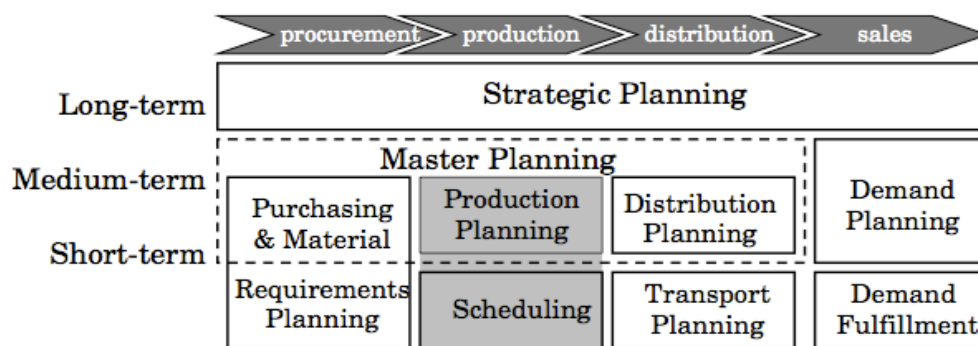 procurement production distribution sales
Long-term
Strategic Planning
Medium-term
Master Planning
Purchasing
& Material
Requirements
Planning
Production
Planning
Distribution
Planning
Demand
Planning
Short-term
Scheduling
Transport
Planning
Demand
Fulfillment